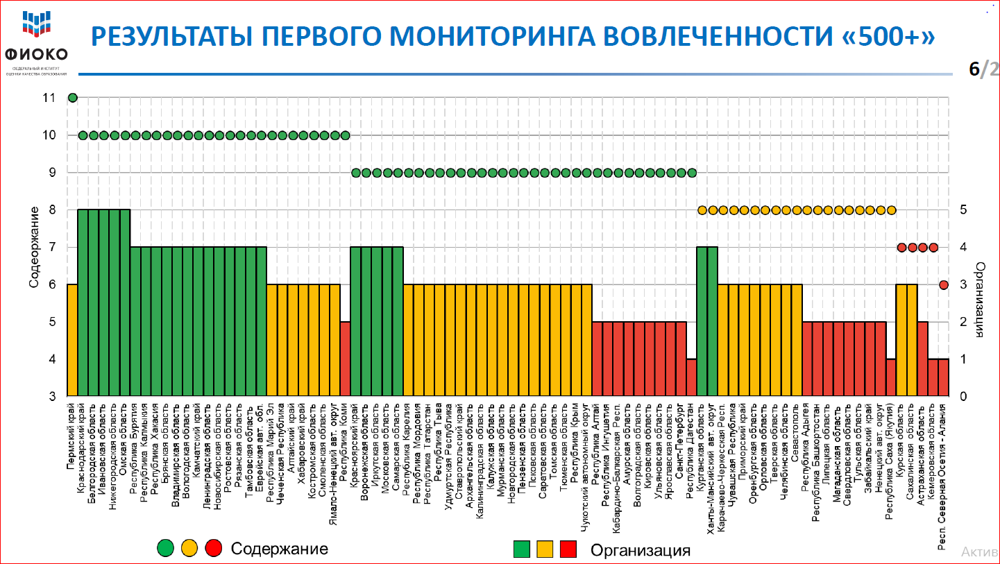 ФИОКО
ФЕДЕРАЛЬНЫЙ ИНСТИТУТ
ОЦЕНКИ КАЧЕСТВА ОБРАЗОВАНИЯ
РЕЗУЛЬТАТЫ ПЕРВОГО МОНИТОРИНГА ВОВЛЕЧЕННОСТИ «500+»
6/2
Содеоржание
11
10
9
8
7
6
5
4
3
5
4
3
2
1
0
Организация
Пермский край
Краснодарский край
Белгородская область
Ивановская область
Нижегородская область
Омская область
Республика Бурятия
Республика Калмыкия
Республика Хакасия
Брянская область
Владимирская область
Вологодская область
Камчатский край
Ленинградская область
Новосибирская область
Ростовская область
Рязанская область
Тамбовская область
Еврейская авт. обл.
Республика Марий Эл
Чеченская Республика
Алтайский край
Хабаровский край
Костромская область
Смоленская область
Ямало-Ненецкий авт. округ
Республика Коми
Красноярский край
Воронежская область
Иркутская область
Московская область
Самарская область
Республика Карелия
Республика Мордовия
Республика Татарстан
Республика Тыва
Удмуртская Республика
Ставропольский край
Архангельская область
Калининградская область
Калужская область
Мурманская область
Новгородская область
Пензенская область
Псковская область
Саратовская область
Томская область
Тюменская область
Республика Крым
Чукотский автономный округ
Республика Алтай
Республика Ингушетия
Кабардино-Балкарская Респ.
Амурская область
Волгоградская область
Кировская область
Ульяновская область
Ярославская область
Санкт-Петербург
Республика Дагестан
Курганская область
Ханты-Мансийский авт. округ
Карачаево-Черкесская Респ.
Чувашская Республика
Приморский край
Оренбургская область
Орловская область
Тверская область
Челябинская область
Севастополь
Республика Адыгея
Республика Башкортостан
Липецкая область
Магаданская область
Свердловская область
Тульская область
Забайкальский край
Ненецкий авт. округ
Республика Саха (Якутия)
Курская область
Сахалинская область
Астраханская область
Кемеровская область
Респ. Северная Осетия - Алания
Содержание
Организация
Актив